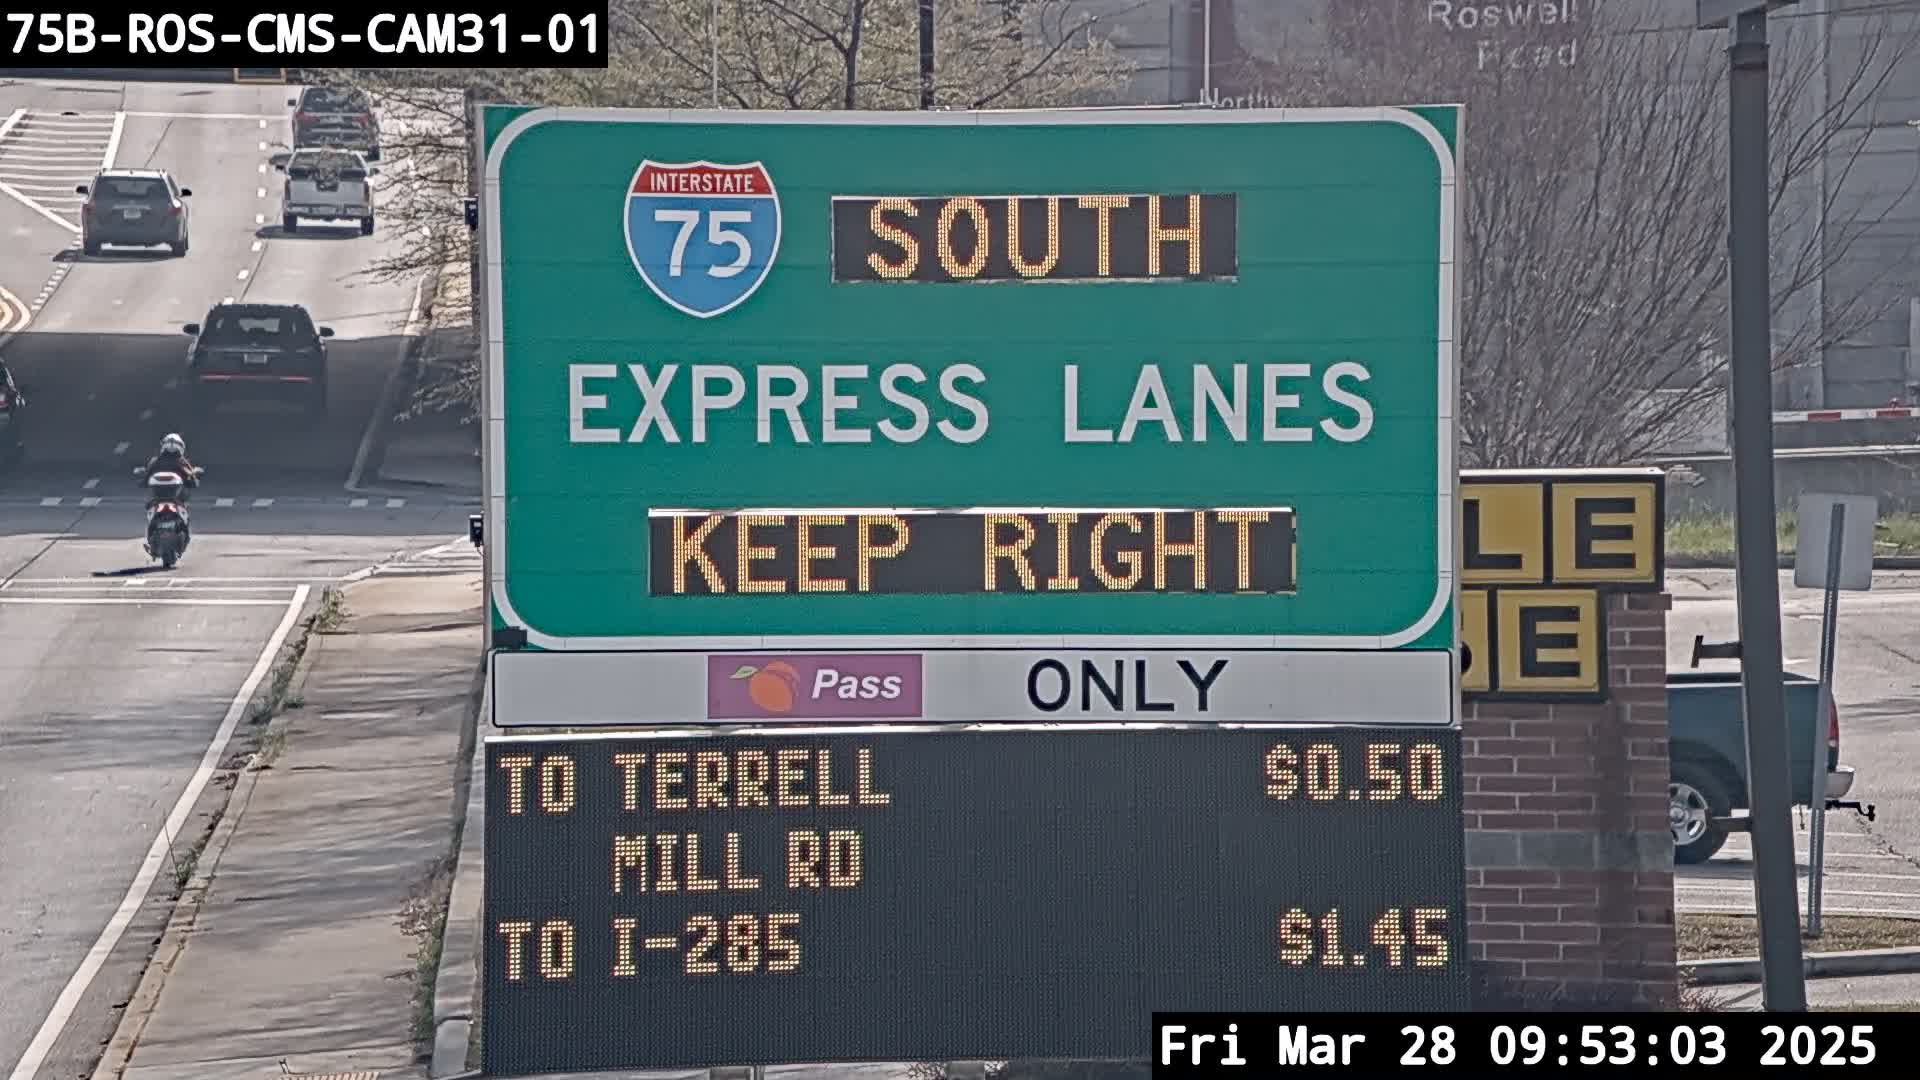 75B-ROS-CMS-CAM31-01
Roswell
Road
INTERSTATE
75
SOUTH
EXPRESS LANES
KEEP RIGHT
Pass ONLY
TO TERRELL $0.50
MILL RD
TO I-285 $1.45
LE
E
Fri Mar 28 09:53:03 2025